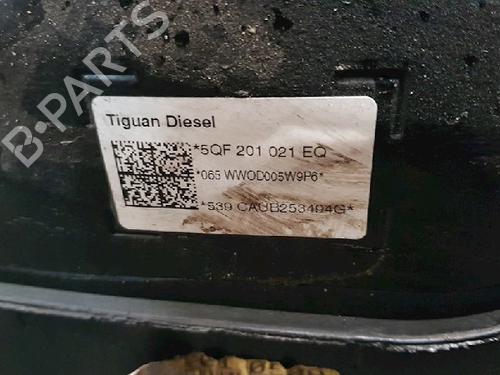 B-PARTS
Tiguan Diesel
*5QF 201 021 EQ
*065 WWOD005W9P6*
*539 CAUB253494G*